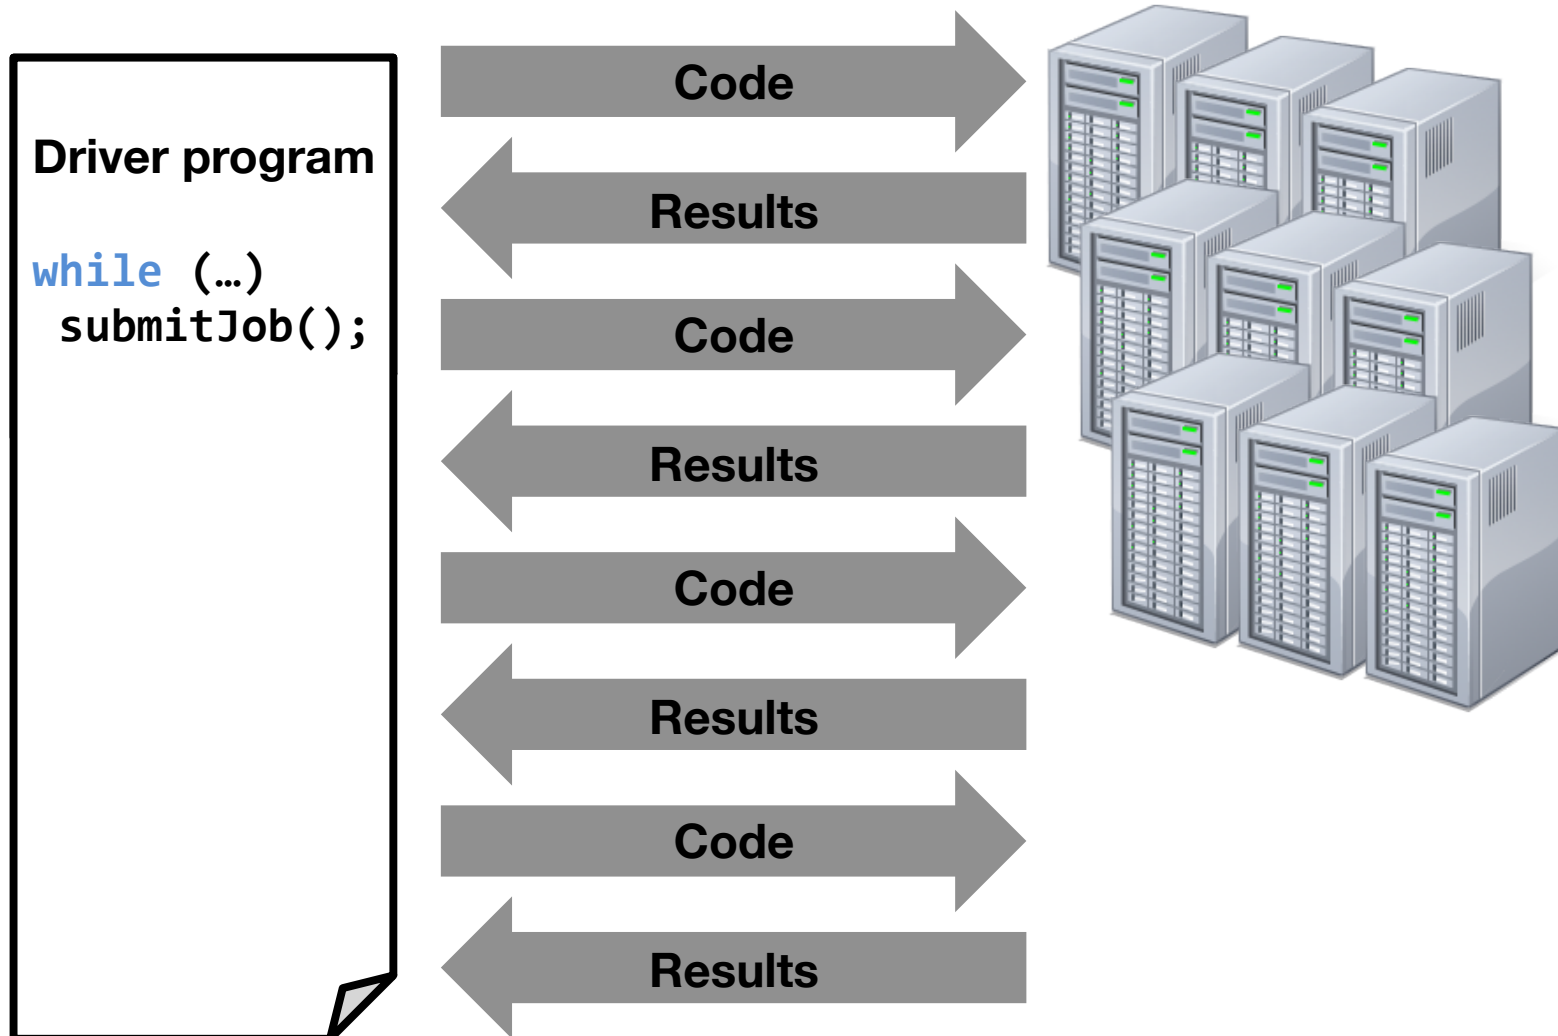 Driver program
while (…)
submitJob();
Code
Results
Code
Results
Code
Results
Code
Results